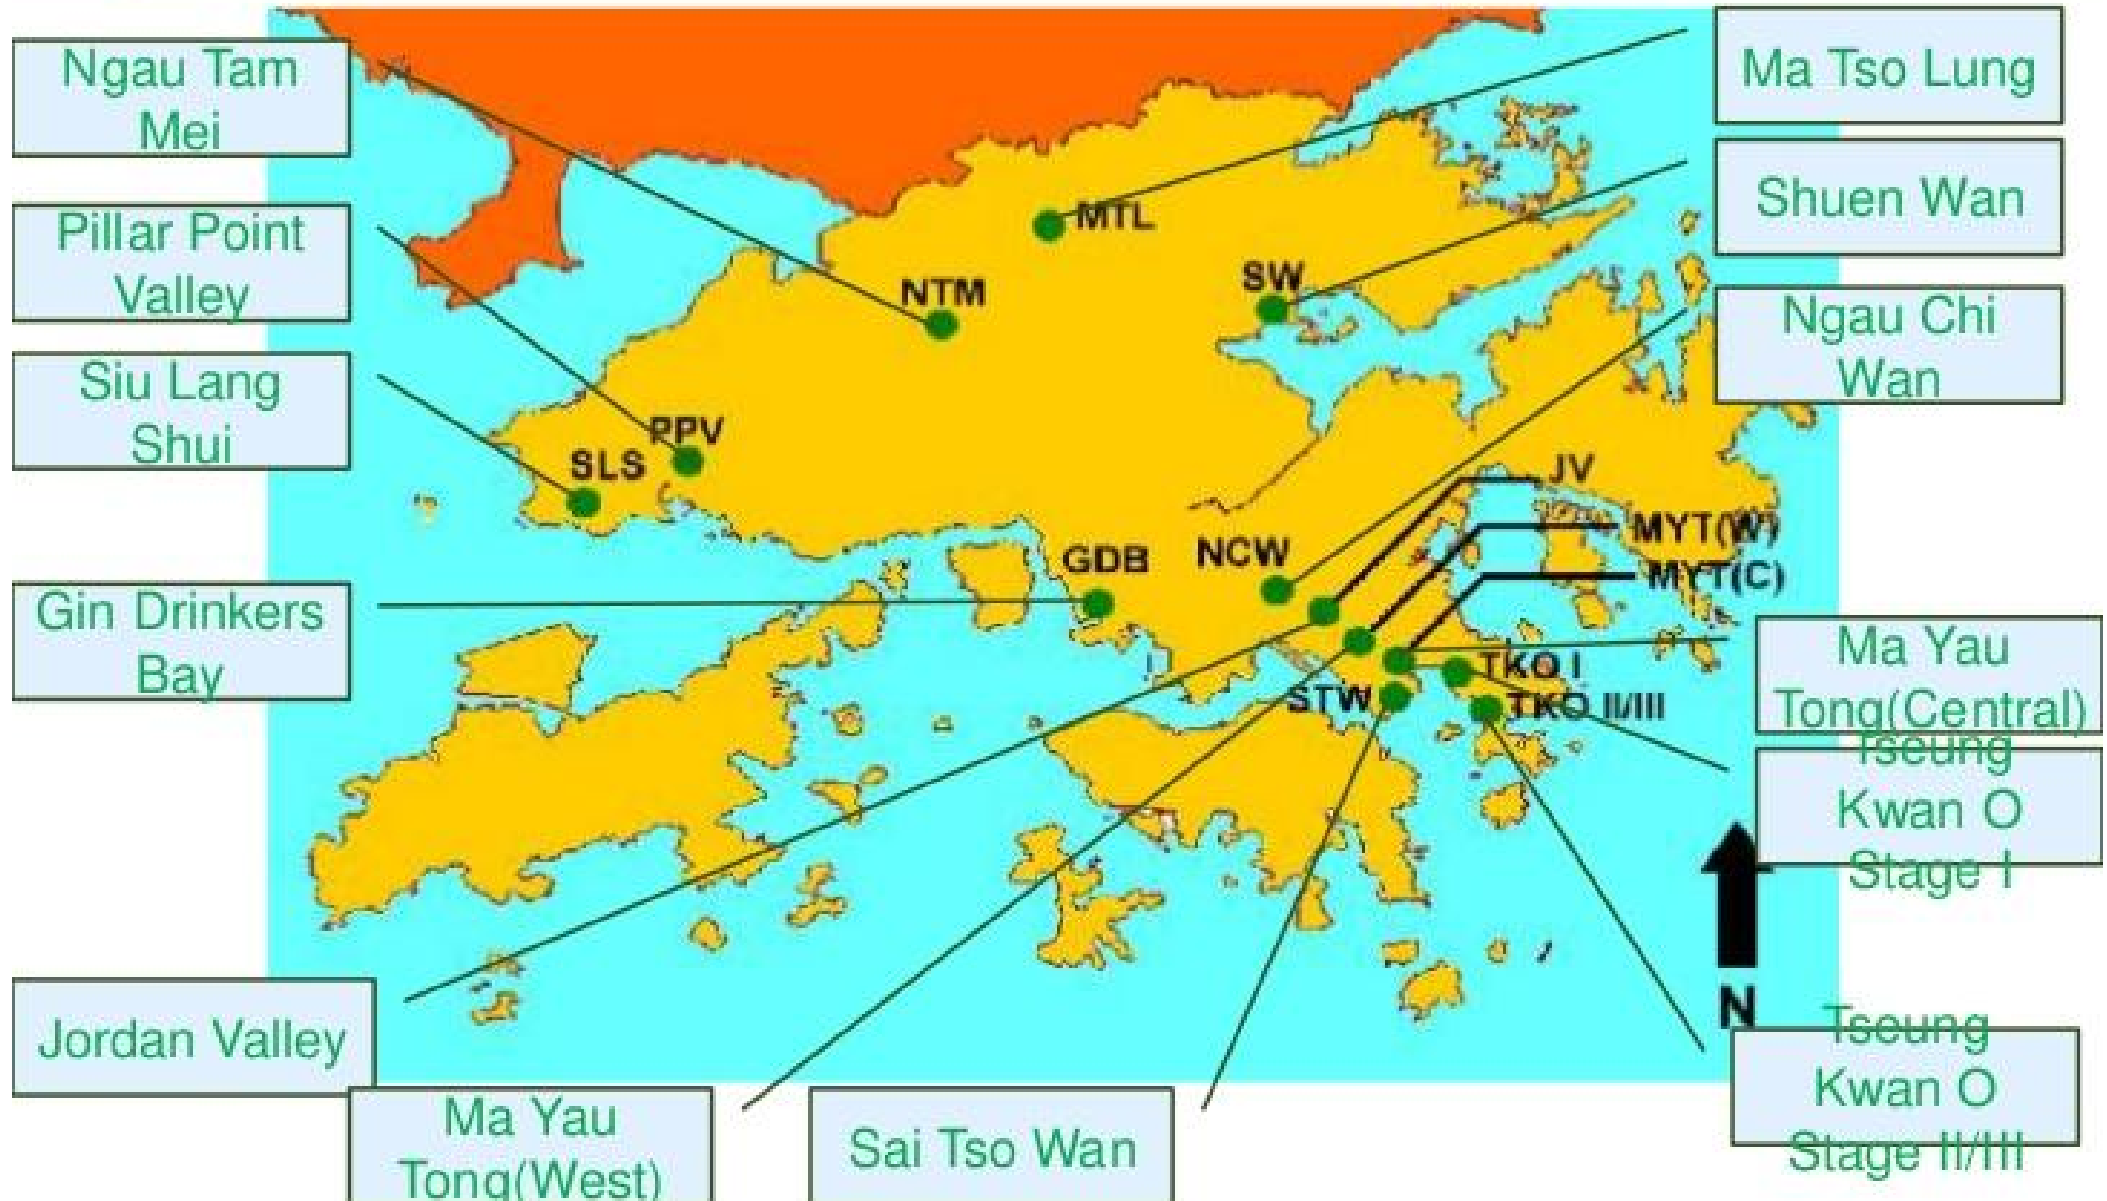 Ngau Tam
Mei
Pillar Point
Valley
Siu Lang
Shui
Gin Drinkers
Bay
Jordan Valley
Ma Yau
Tong(West)
Sai Tso Wan
Ma Tso Lung
Shuen Wan
Ngau Chi
Wan
Ma Yau
Tong(Central)
Tseung
Kwan O
Stage I
Tseung
Kwan O
Stage II/III
MTL
NTM
SW
PPV
SLS
JV
MYT(W)
GDB
NCW
MYT(C)
TKO I
STW
TKO II/III
N